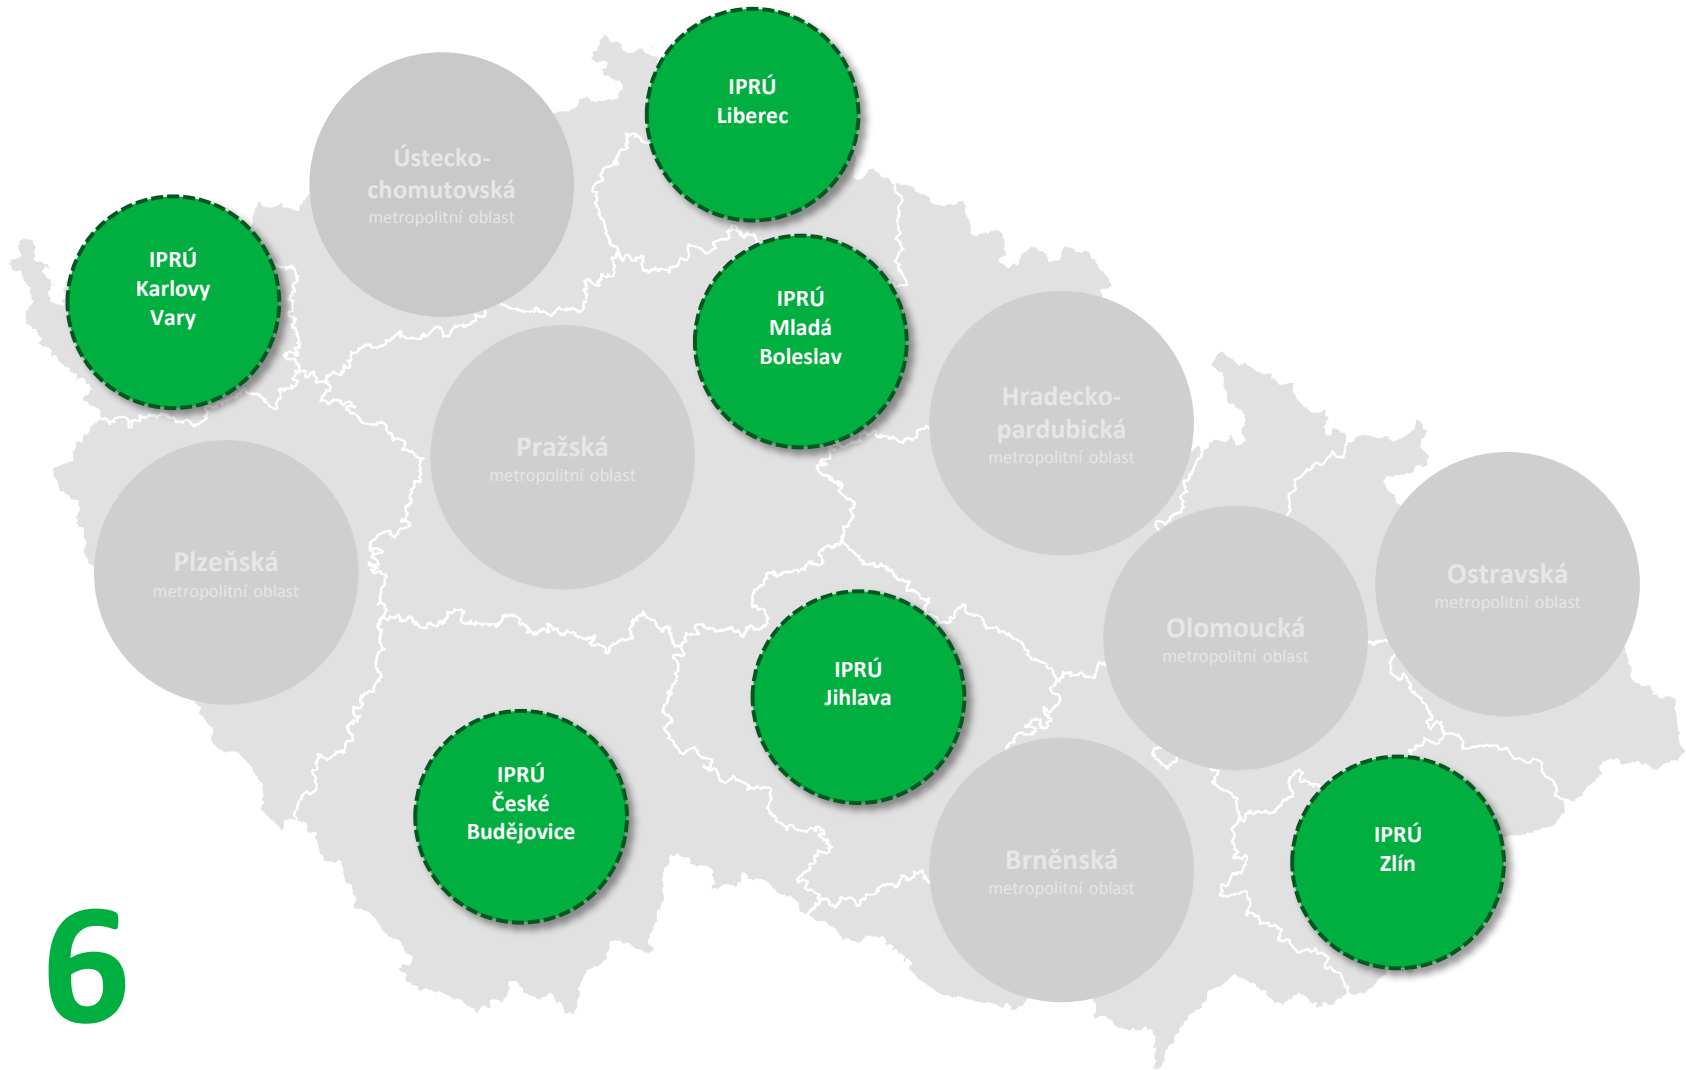 IPRÚ
Liberec
Ústecko-
chomutovská
metropolitní oblast
IPRÚ
Karlovy
Vary
IPRÚ
Mladá
Boleslav
Hradecko-
pardubická
metropolitní oblast
Pražská
metropolitní oblast
Plzeňská
metropolitní oblast
Ostravská
metropolitní oblast
Olomoucká
metropolitní oblast
IPRÚ
Jihlava
IPRÚ
České
Budějovice
IPRÚ
Zlín
Brněnská
metropolitní oblast
6